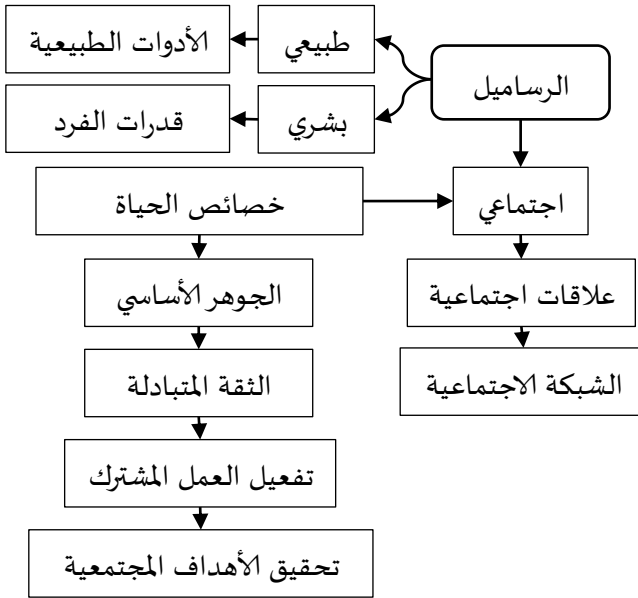 الرساميل
طبيعي
الأدوات الطبيعية
بشري
قدرات الفرد
اجتماعي
خصائص الحياة
علاقات اجتماعية
الشبكة الاجتماعية
الجوهر الأساسي
الثقة المتبادلة
تفعيل العمل المشترك
تحقيق الأهداف المجتمعية